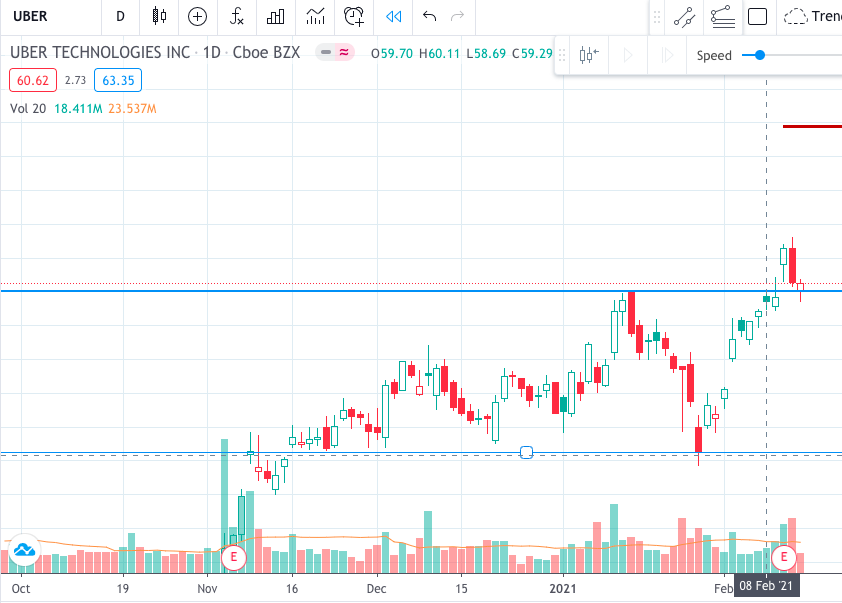 UBER D Tren
UBER TECHNOLOGIES INC · 1D · Cboe BZX O59.70 H60.11 L58.69 C59.29 Speed
60.62 2.73 63.35
Vol 20 18.411M 23.537M
E E
Oct 19 Nov 16 Dec 15 2021 Feb 08 Feb '21